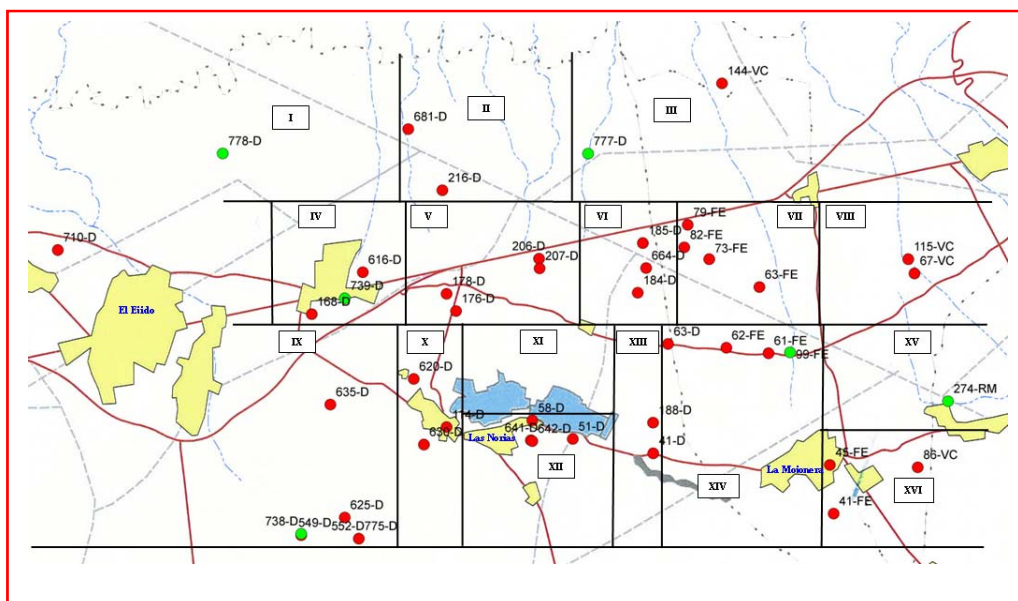 144-VC
I
II
III
681-D
778-D
777-D
216-D
IV
V
VI
VII
VIII
79-FE
710-D
185-D
82-FE
206-D
73-FE
115-VC
616-D
207-D
664-D
67-VC
739-D
178-D
184-D
63-FE
168-D
176-D
El Ejido
IX
X
XI
XIII
63-D
62-FE
61-FE
99-FE
XV
620-D
274-RM
635-D
58-D
188-D
114-D
630-D
Las Norias
641-D
642-D
51-D
41-D
XII
La Mojonera
45-FE
86-VC
XIV
XVI
625-D
41-FE
738-D
549-D
552-D
775-D